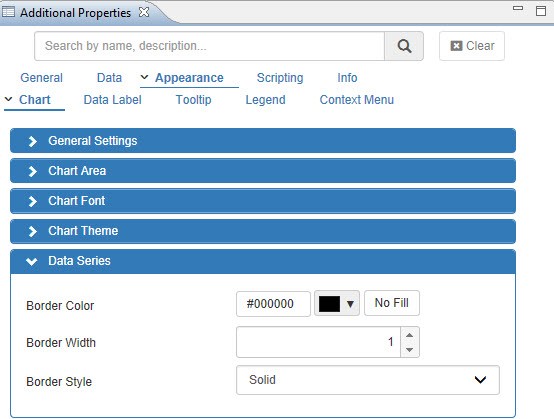 Additional Properties
Search by name, description...
Clear
General Data Appearance Scripting Info
Chart Data Label Tooltip Legend Context Menu
General Settings
Chart Area
Chart Font
Chart Theme
Data Series
Border Color #000000 No Fill
Border Width 1
Border Style Solid